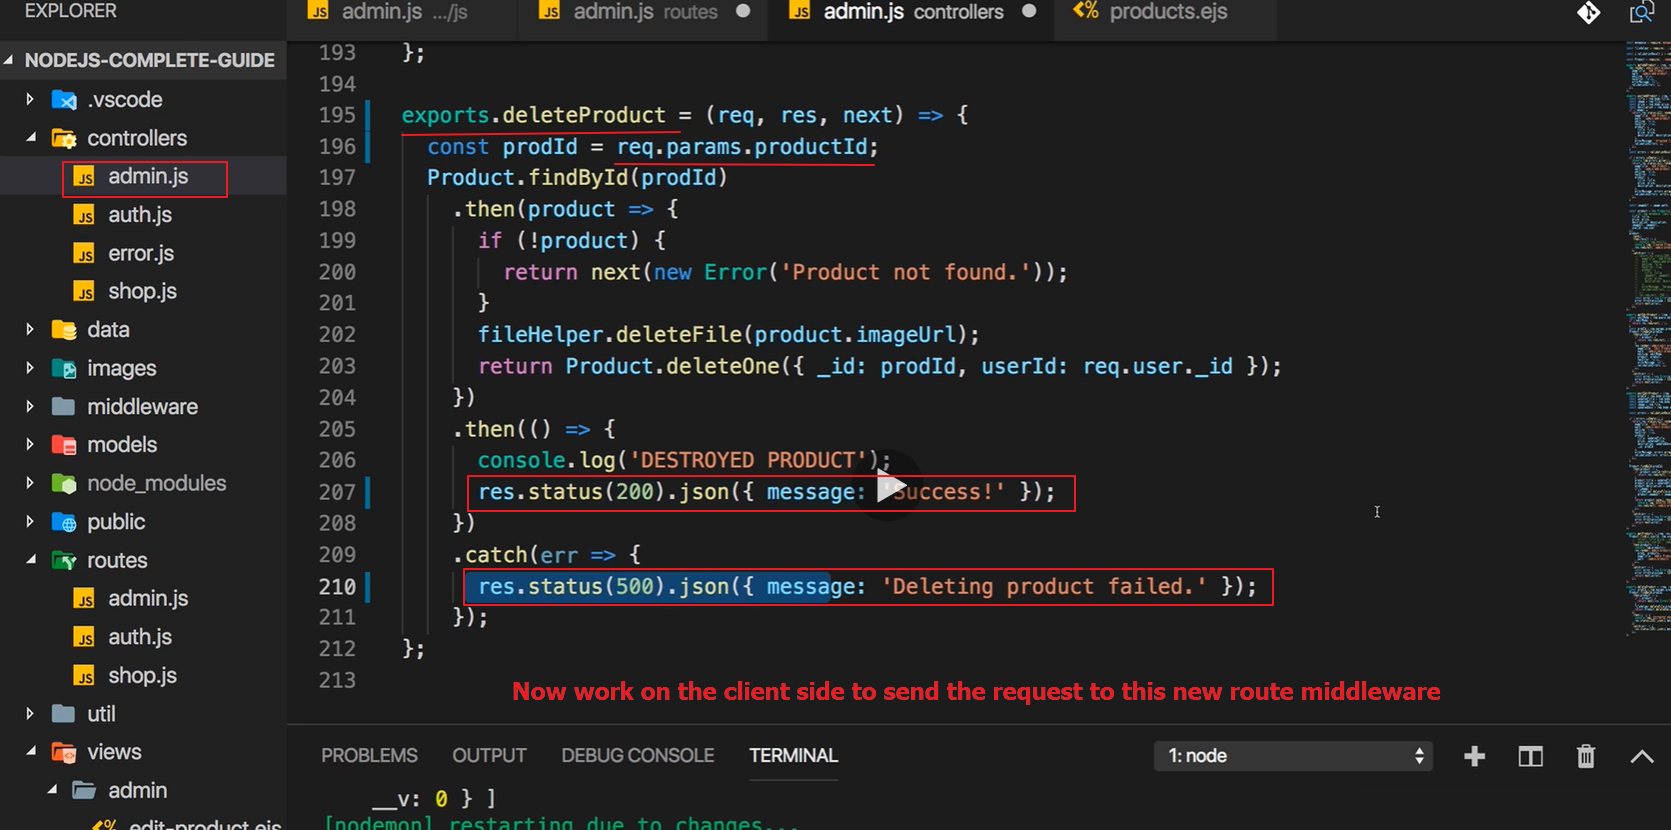 EXPLORER
admin.js .../js
admin.js routes
admin.js controllers
products.ejs
NODEJS-COMPLETE-GUIDE
.vscode
controllers
admin.js
auth.js
error.js
shop.js
data
images
middleware
models
node_modules
public
routes
admin.js
auth.js
shop.js
util
views
admin
edit-product.ejs
193 };
194
195 exports.deleteProduct = (req, res, next) => {
196 const prodId = req.params.productId;
197 Product.findById(prodId)
198 .then(product => {
199 if (!product) {
200 return next(new Error('Product not found.'));
201 }
202 fileHelper.deleteFile(product.imageUrl);
203 return Product.deleteOne({ _id: prodId, userId: req.user._id });
204 })
205 .then(() => {
206 console.log('DESTROYED PRODUCT');
207 res.status(200).json({ message: 'Success!' });
208 })
209 .catch(err => {
210 res.status(500).json({ message: 'Deleting product failed.' });
211 });
212 };
213
Now work on the client side to send the request to this new route middleware
PROBLEMS OUTPUT DEBUG CONSOLE TERMINAL 1: node
__v: 0 } ]
[nodemon] restarting due to changes...